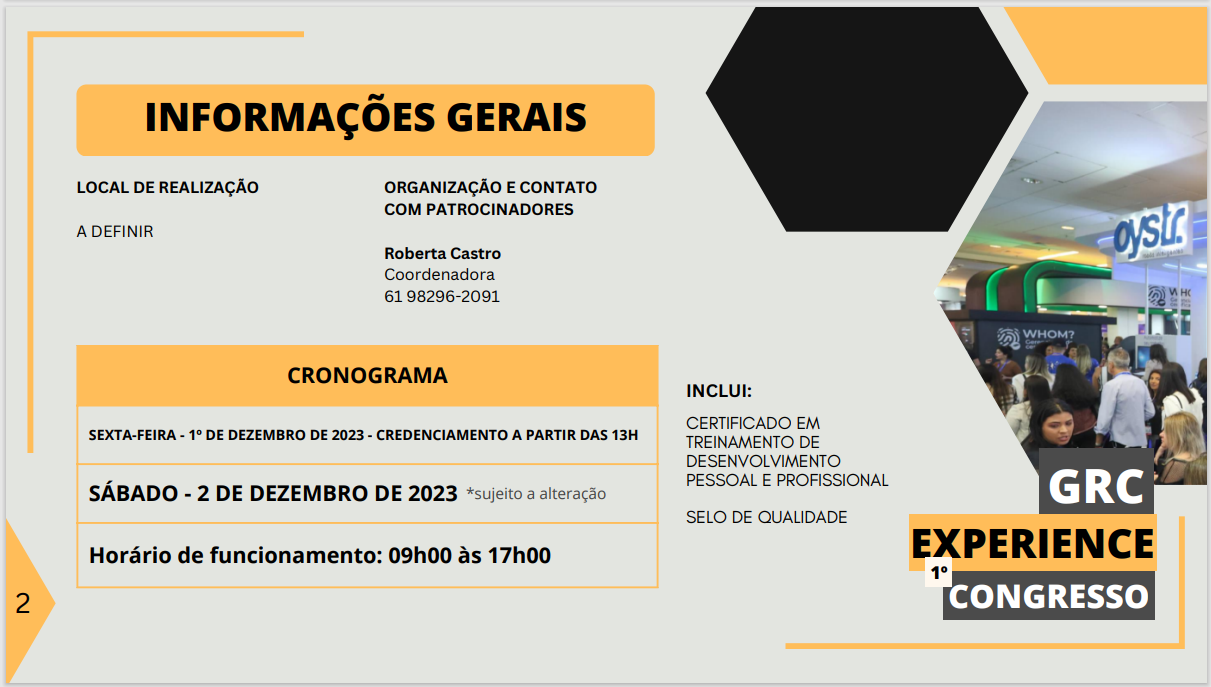 INFORMAÇÕES GERAIS
LOCAL DE REALIZAÇÃO
A DEFINIR
ORGANIZAÇÃO E CONTATO
COM PATROCINADORES
Roberta Castro
Coordenadora
61 98296-2091
CRONOGRAMA
SEXTA-FEIRA - 1º DE DEZEMBRO DE 2023 - CREDENCIAMENTO A PARTIR DAS 13H
SÁBADO - 2 DE DEZEMBRO DE 2023 *sujeito a alteração
Horário de funcionamento: 09h00 às 17h00
INCLUI:
CERTIFICADO EM
TREINAMENTO DE
DESENVOLVIMENTO
PESSOAL E PROFISSIONAL
SELO DE QUALIDADE
oystr.
WHO
WHOM?
GRC
EXPERIENCE
1º
CONGRESSO
2